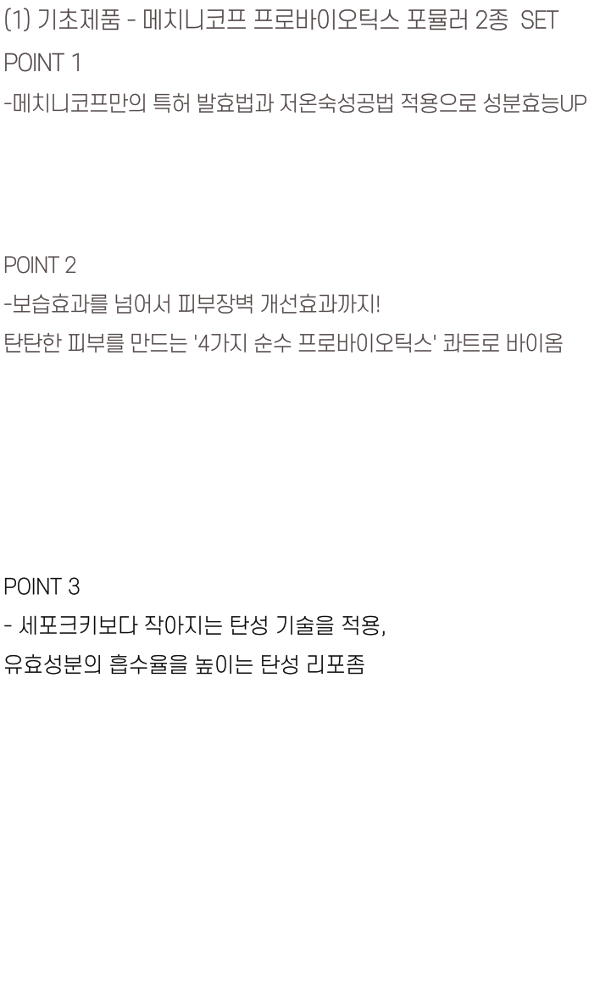 (1) 기초제품 - 메치니코프 프로바이오틱스 포뮬러 2종  SET
POINT 1
-메치니코프만의 특허 발효법과 저온숙성공법 적용으로 성분효능UP
POINT 2
-보습효과를 넘어서 피부장벽 개선효과까지!
탄탄한 피부를 만드는 '4가지 순수 프로바이오틱스' 콰트로 바이옴
POINT 3
- 세포크키보다 작아지는 탄성 기술을 적용,
유효성분의 흡수율을 높이는 탄성 리포좀